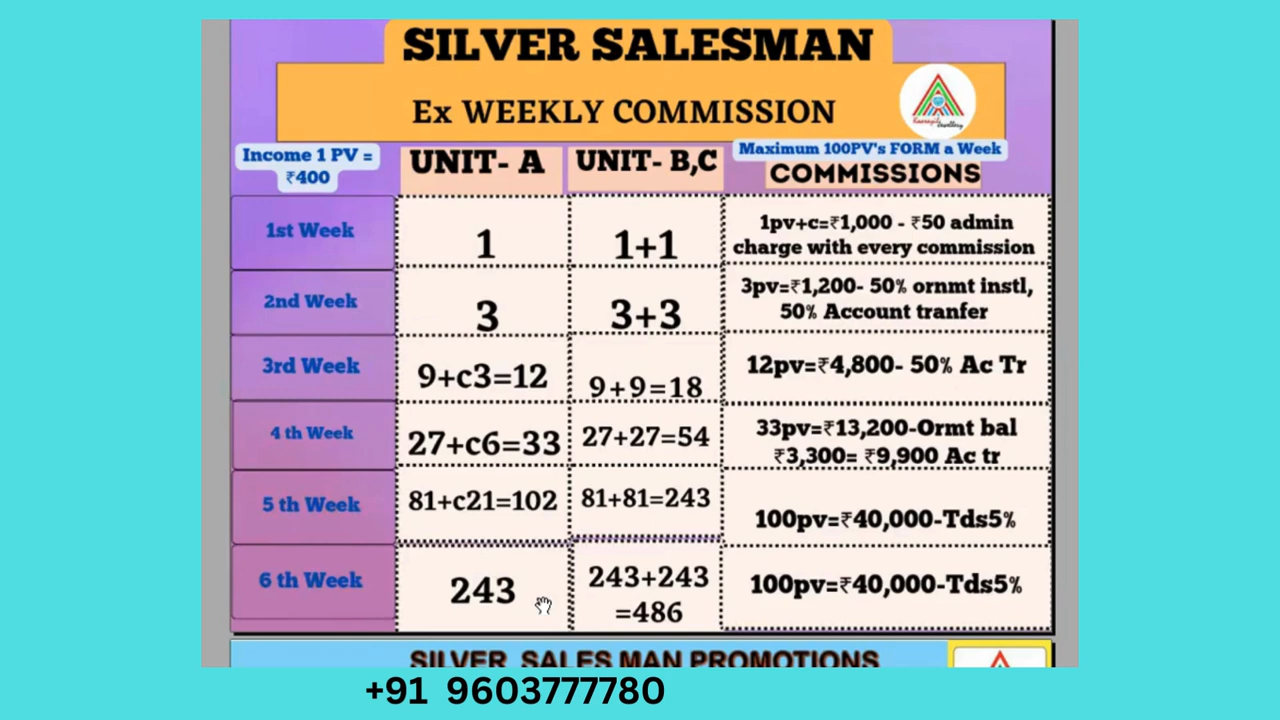 SILVER SALESMAN
Ex WEEKLY COMMISSION
Income 1 PV =
₹400
UNIT- A
UNIT- B,C
Maximum 100PV's FORM a Week
COMMISSIONS
1st Week
1
1+1
1pv+c=₹1,000 - ₹50 admin
charge with every commission
2nd Week
3
3+3
3pv=₹1,200- 50% ornmt instl,
50% Account tranfer
3rd Week
9+c3=12
9+9=18
12pv=₹4,800- 50% Ac Tr
4 th Week
27+c6=33
27+27=54
33pv=₹13,200-Ormt bal
₹3,300= ₹9,900 Ac tr
5 th Week
81+c21=102
81+81=243
100pv=₹40,000-Tds5%
6 th Week
243
243+243
=486
100pv=₹40,000-Tds5%
SILVER SALES MAN PROMOTIONS
+91 9603777780